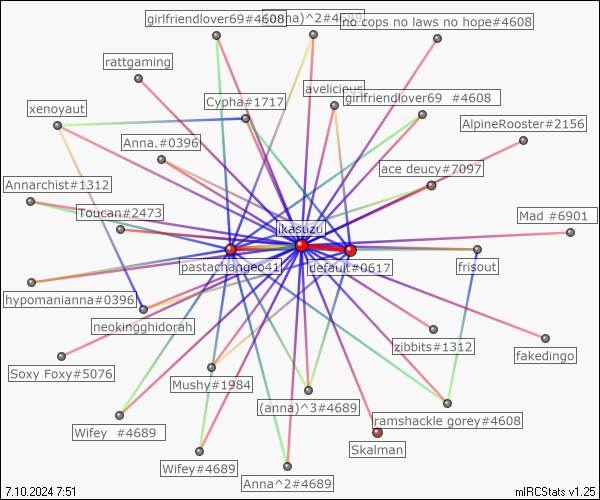 girlfriendlover69#4608
(anna)^2#4689
no cops no laws no hope#4608
rattgaming
avelicious
girlfriendlover69  #4608
xenoyaut
Cypha#1717
AlpineRooster#2156
Anna.#0396
ace deucy#7097
Annarchist#1312
Toucan#2473
Mad #6901
ikasuzu
pastachangeo41
default#0617
frisout
hypomanianna#0396
neokingghidorah
zibbits#1312
fakedingo
Soxy Foxy#5076
Mushy#1984
(anna)^3#4689
ramshackle gorey#4608
Wifey  #4689
Skalman
Wifey#4689
Anna^2#4689
7.10.2024 7:51
mIRCStats v1.25